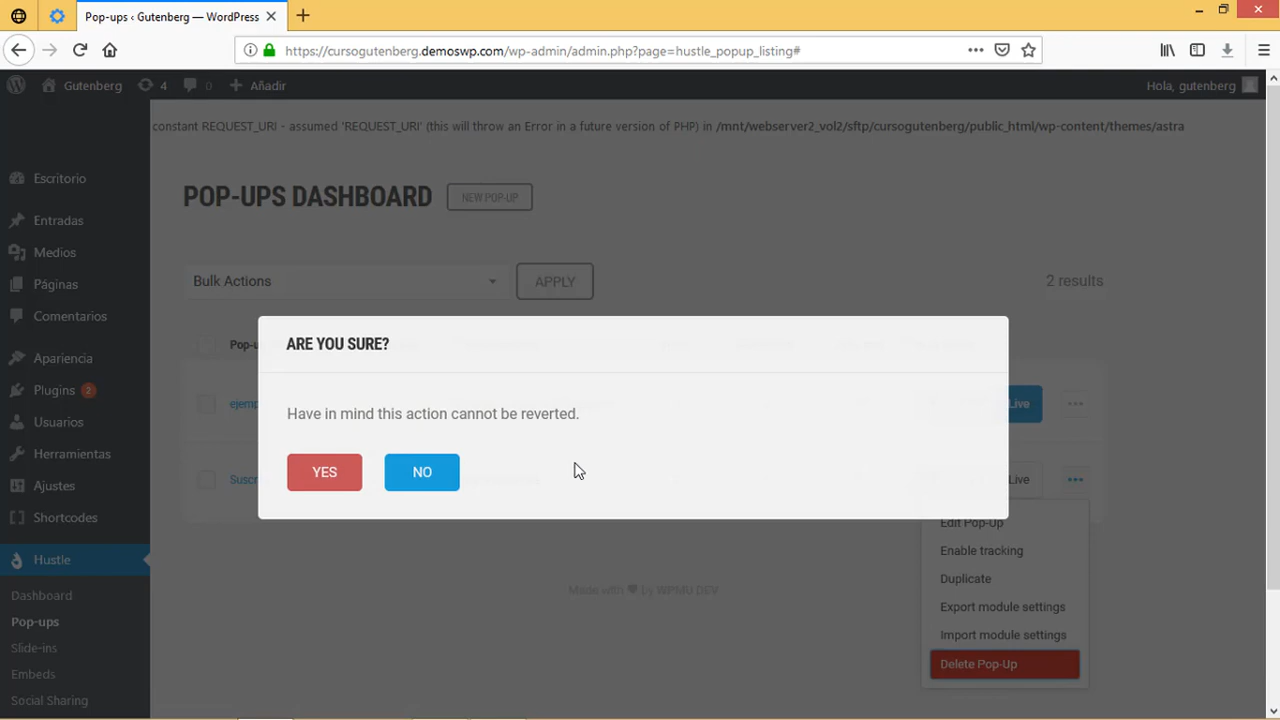 Pop-ups ‹ Gutenberg — WordPress
https://cursogutenberg.demoswp.com/wp-admin/admin.php?page=hustle_popup_listing#
Gutenberg 4 0 Añadir
Hola, gutenberg
constant REQUEST_URI - assumed 'REQUEST_URI' (this will throw an Error in a future version of PHP) in /mnt/webserver2_vol2/sftp/cursogutenberg/public_html/wp-content/themes/astra
Escritorio
Entradas
Medios
Páginas
Comentarios
Apariencia
Plugins 2
Usuarios
Herramientas
Ajustes
Shortcodes
Hustle
Dashboard
Pop-ups
Slide-ins
Embeds
Social Sharing
POP-UPS DASHBOARD
NEW POP-UP
Bulk Actions
APPLY
2 results
ARE YOU SURE?
Have in mind this action cannot be reverted.
YES
NO
Live
Live
Edit Pop-Up
Enable tracking
Duplicate
Export module settings
Import module settings
Delete Pop-Up
Made with by WPMU DEV